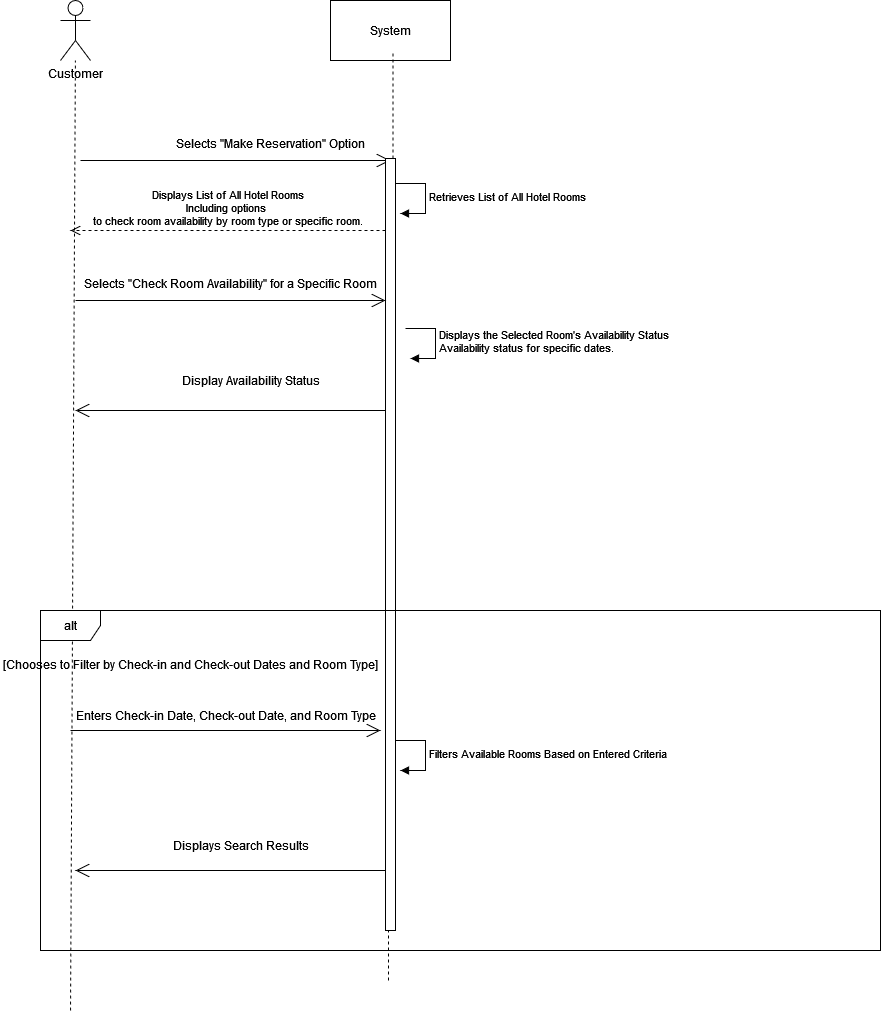 System
Customer
Selects "Make Reservation" Option
Retrieves List of All Hotel Rooms
Displays List of All Hotel Rooms
Including options
to check room availability by room type or specific room.
Selects "Check Room Availability" for a Specific Room
Displays the Selected Room's Availability Status
Availability status for specific dates.
Display Availability Status
alt
[Chooses to Filter by Check-in and Check-out Dates and Room Type]
Enters Check-in Date, Check-out Date, and Room Type
Filters Available Rooms Based on Entered Criteria
Displays Search Results